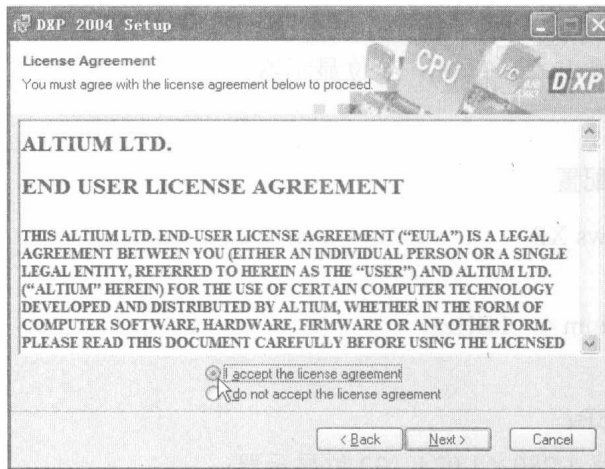 DXP 2004 Setup
License Agreement
You must agree with the license agreement below to proceed.
CPU
I/C
DXP
ALTIUM LTD.
END USER LICENSE AGREEMENT
THIS ALTIUM LTD. END-USER LICENSE AGREEMENT (“EULA”) IS A LEGAL
AGREEMENT BETWEEN YOU (EITHER AN INDIVIDUAL PERSON OR A SINGLE
LEGAL ENTITY, REFERRED TO HEREIN AS THE “USER”) AND ALTIUM LTD.
(“ALTIUM” HEREIN) FOR THE USE OF CERTAIN COMPUTER TECHNOLOGY
DEVELOPED AND DISTRIBUTED BY ALTIUM, WHETHER IN THE FORM OF
COMPUTER SOFTWARE, HARDWARE, FIRMWARE OR ANY OTHER FORM.
PLEASE READ THIS DOCUMENT CAREFULLY BEFORE USING THE LICENSED
I accept the license agreement
do not accept the license agreement
< Back
Next >
Cancel